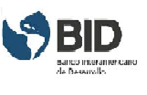 BID
Banco Interamericano
de Desarrollo